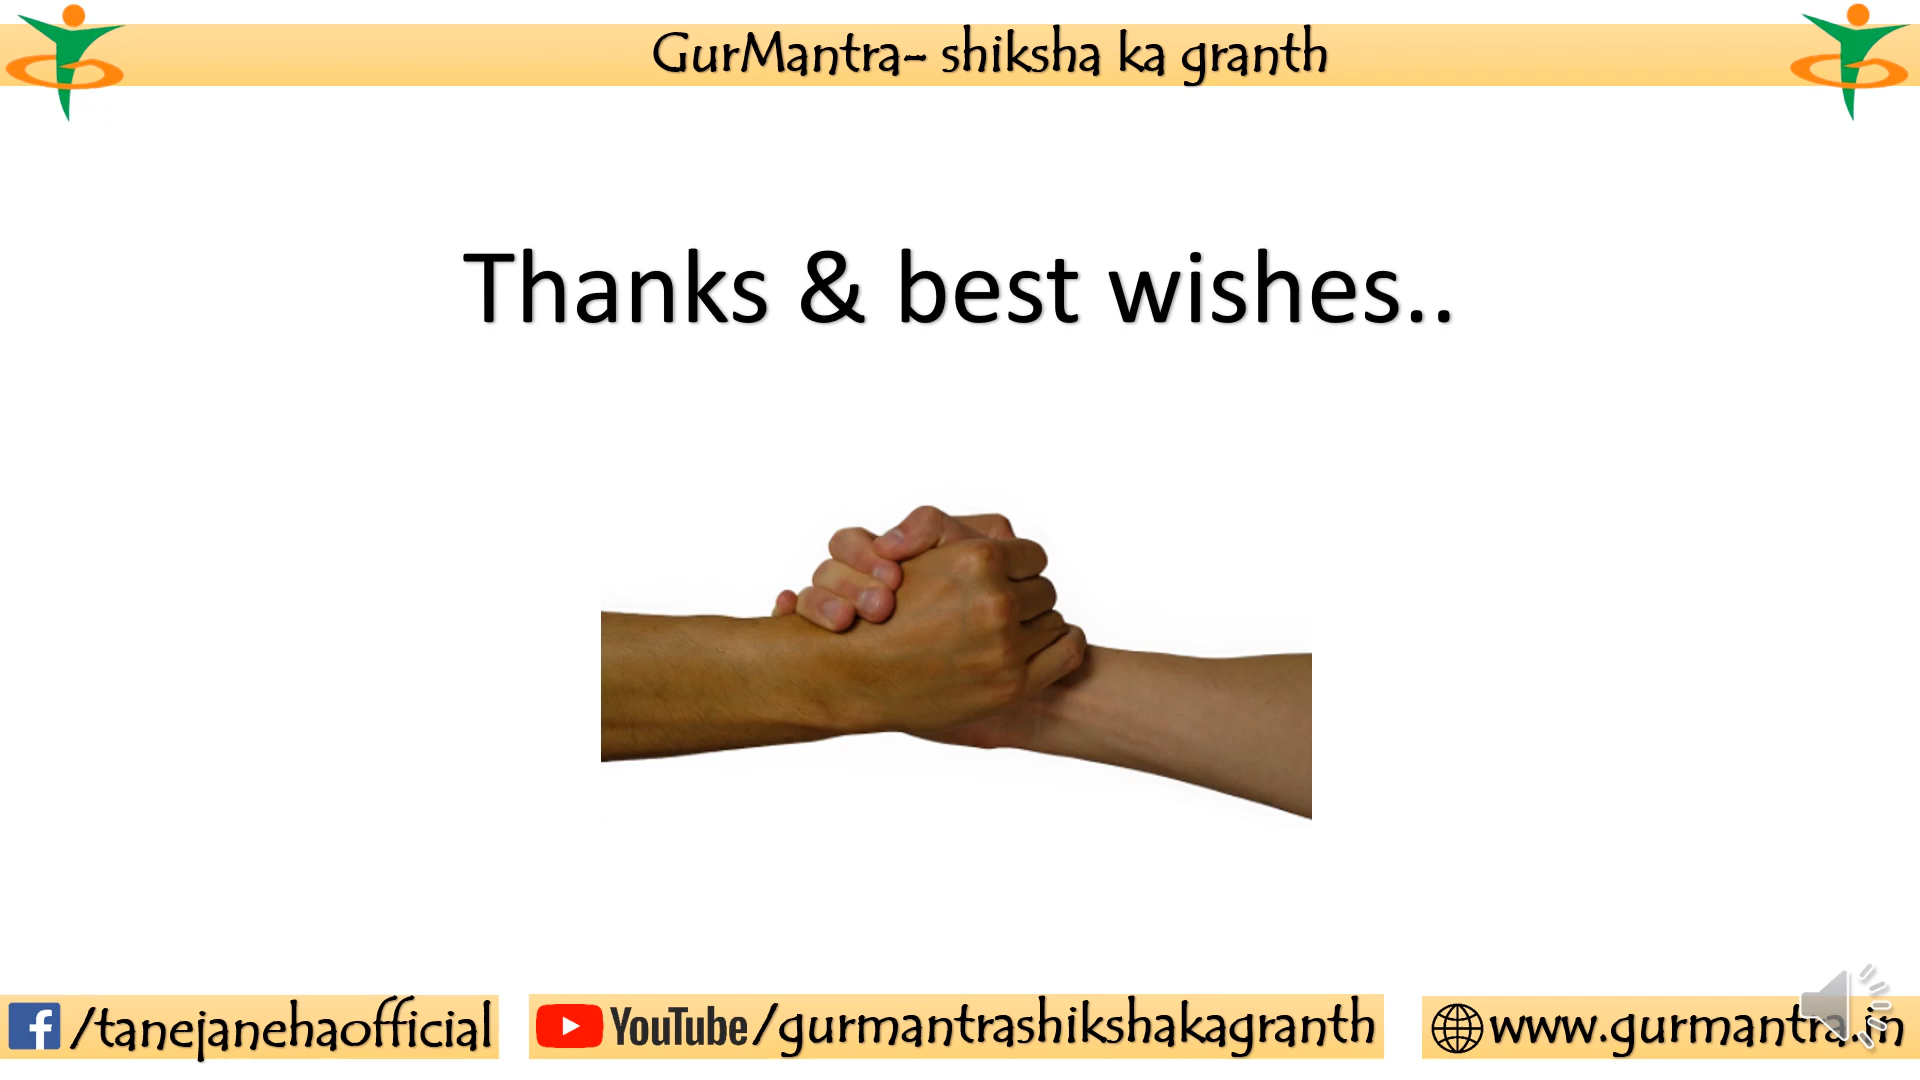 GurMantra- shiksha ka granth
Thanks & best wishes..
/tanejanehaofficial
YouTube/gurmantrashikshakagranth
www.gurmantra.in